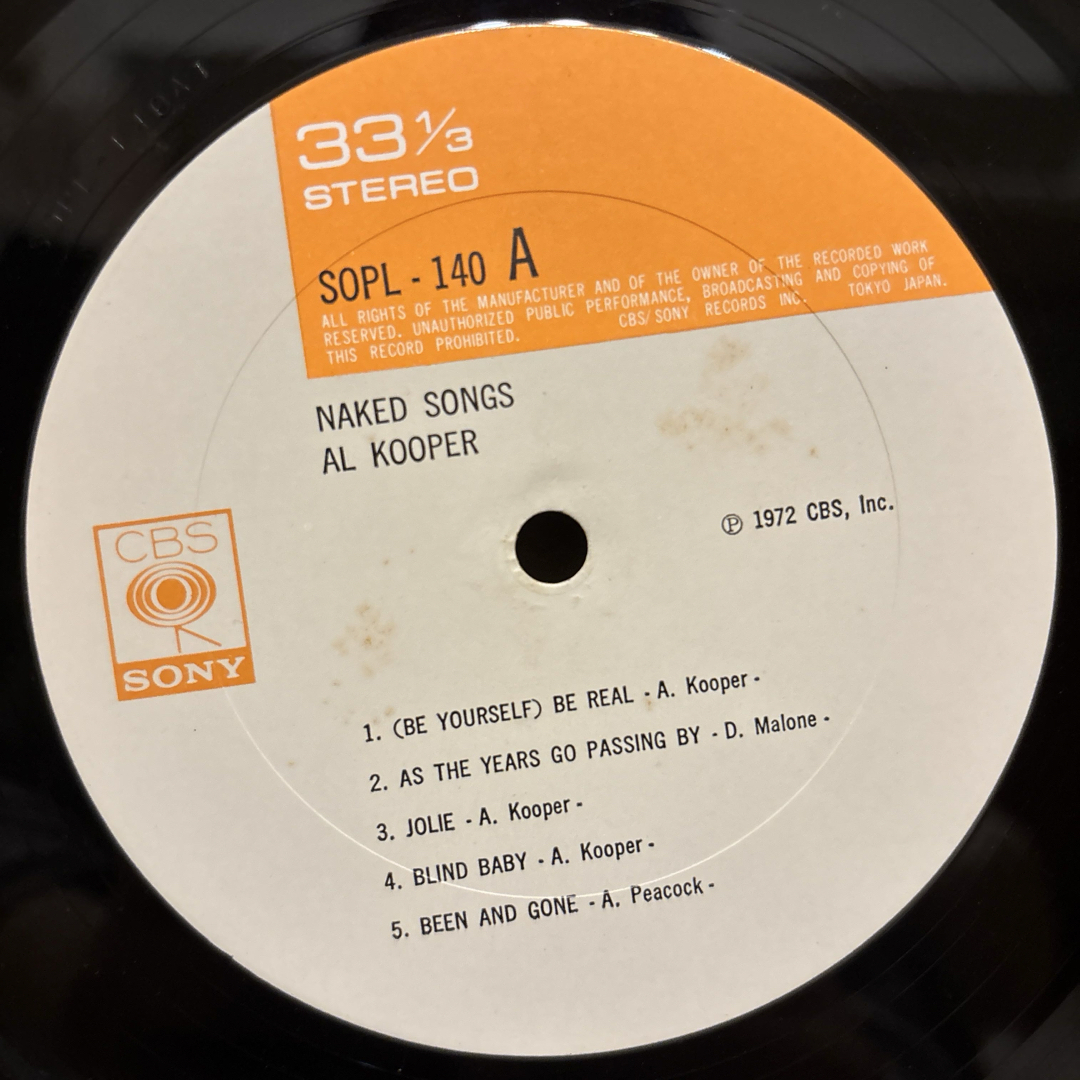 33 1/3
STEREO
SOPL - 140 A
ALL RIGHTS OF THE MANUFACTURER AND OF THE OWNER OF THE RECORDED WORK
RESERVED. UNAUTHORIZED PUBLIC PERFORMANCE, BROADCASTING AND COPYING OF
THIS RECORD PROHIBITED. CBS/SONY RECORDS INC. TOKYO JAPAN.
NAKED SONGS
AL KOOPER
℗ 1972 CBS, Inc.
CBS
SONY
1. (BE YOURSELF) BE REAL - A. Kooper -
2. AS THE YEARS GO PASSING BY - D. Malone -
3. JOLIE - A. Kooper -
4. BLIND BABY - A. Kooper -
5. BEEN AND GONE - A. Peacock -